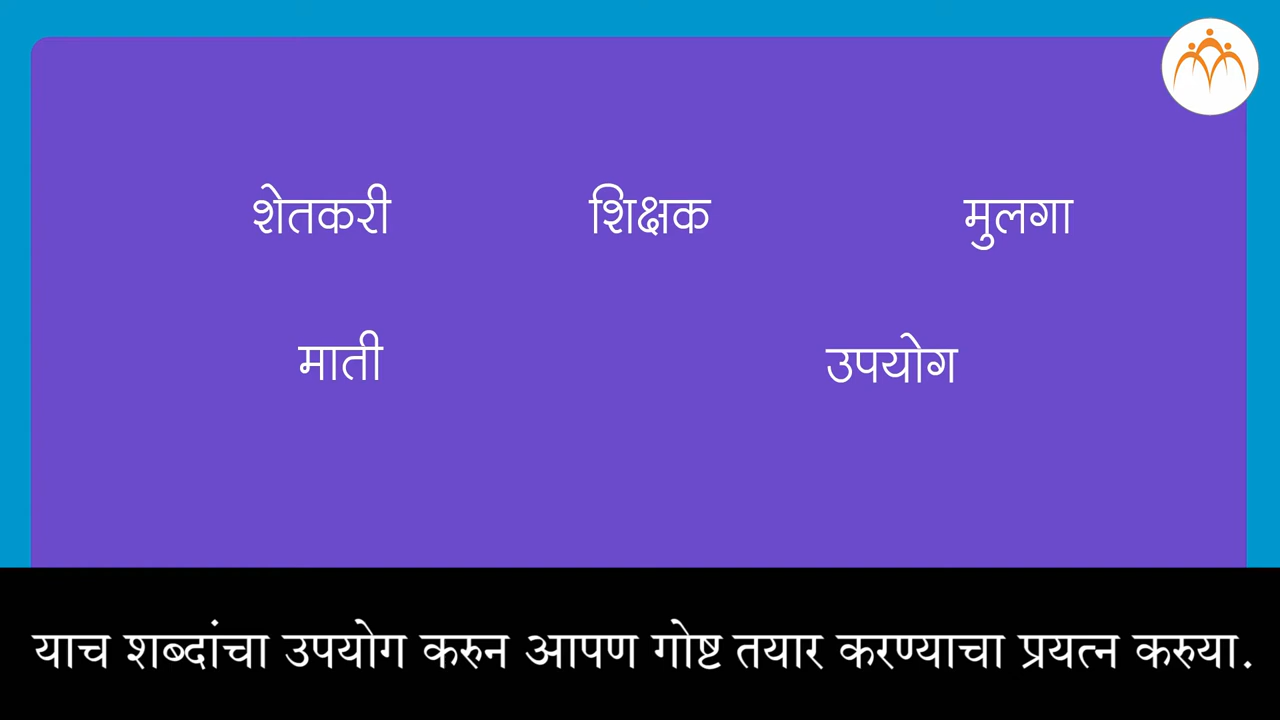 शेतकरी शिक्षक मुलगा
माती उपयोग
याच शब्दांचा उपयोग करुन आपण गोष्ट तयार करण्याचा प्रयत्न करुया.